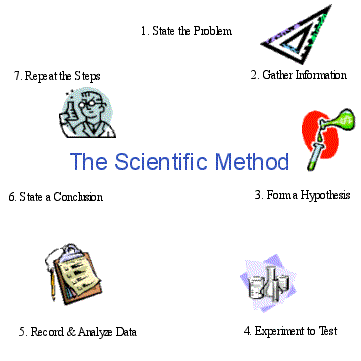 1. State the Problem
2. Gather Information
7. Repeat the Steps
The Scientific Method
3. Form a Hypothesis
6. State a Conclusion
4. Experiment to Test
5. Record & Analyze Data